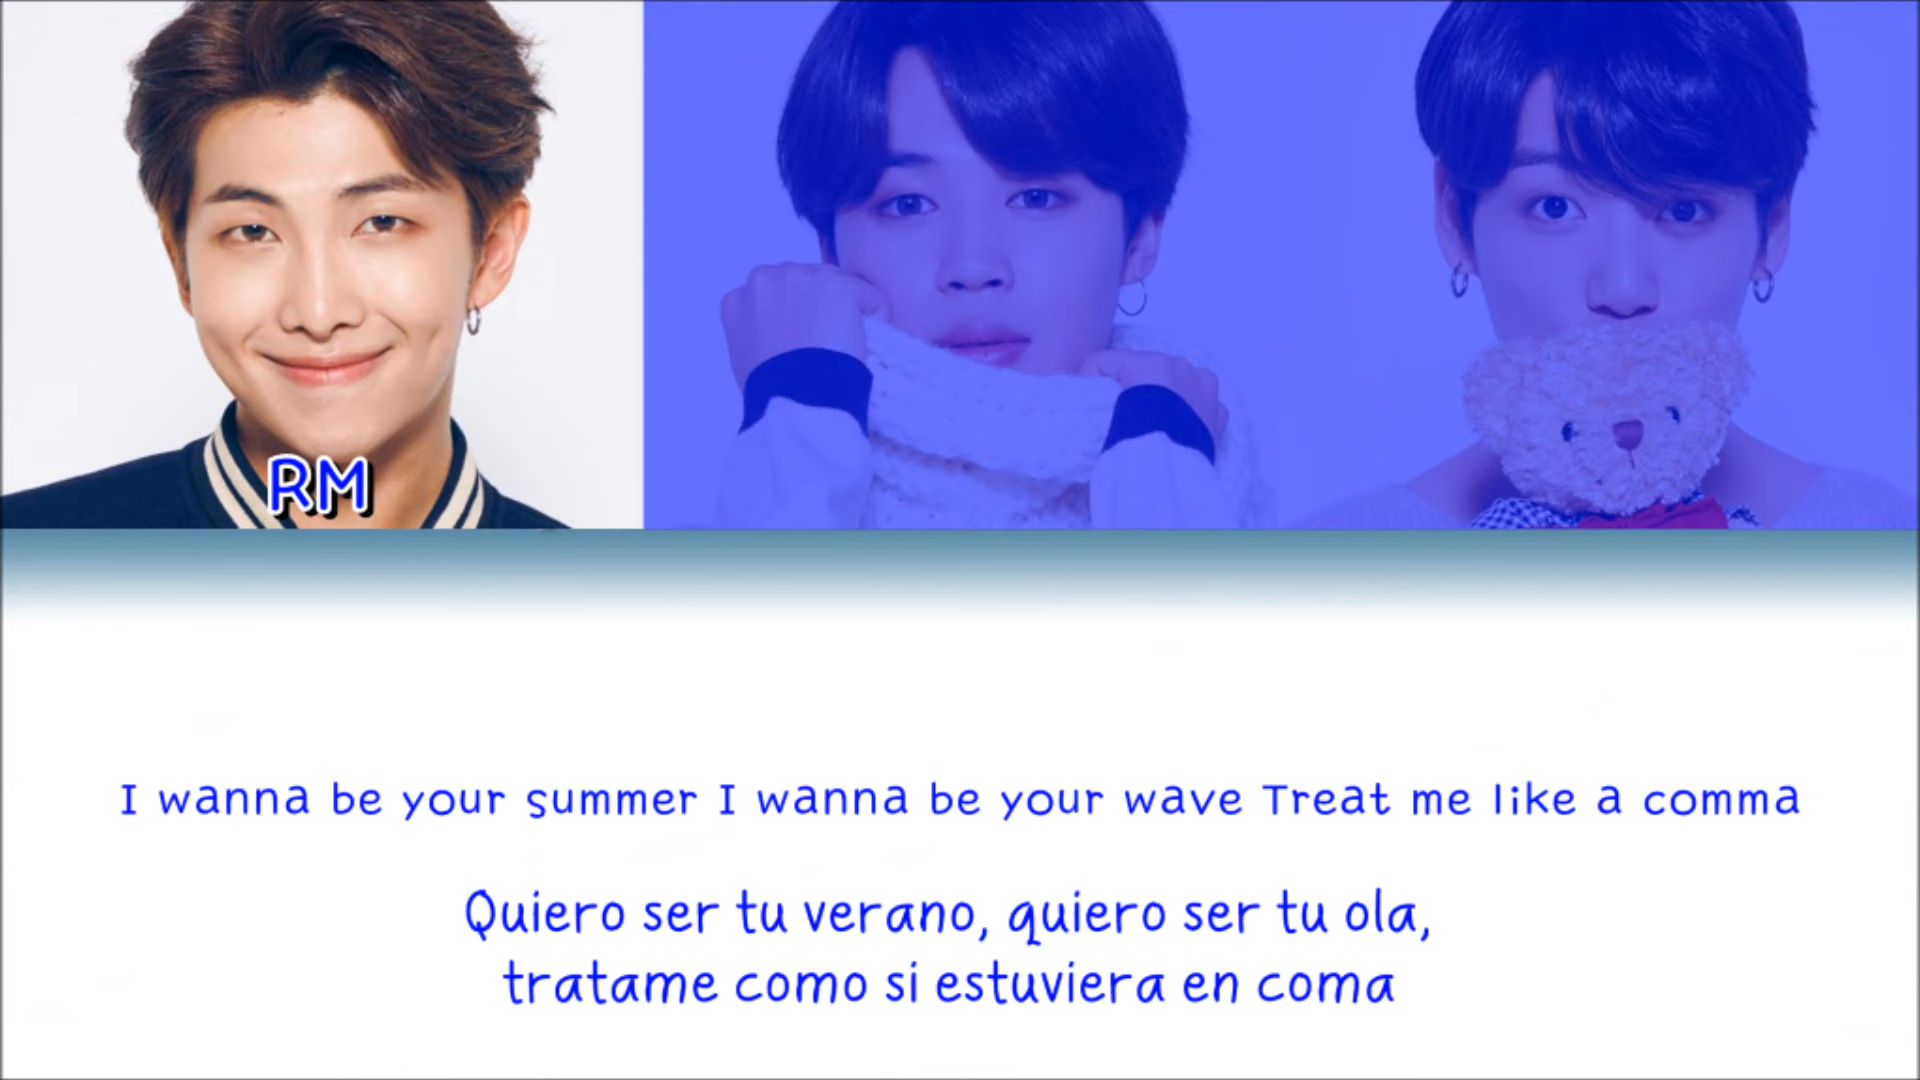 RM
I wanna be your summer I wanna be your wave Treat me like a comma
Quiero ser tu verano, quiero ser tu ola,
tratame como si estuviera en coma